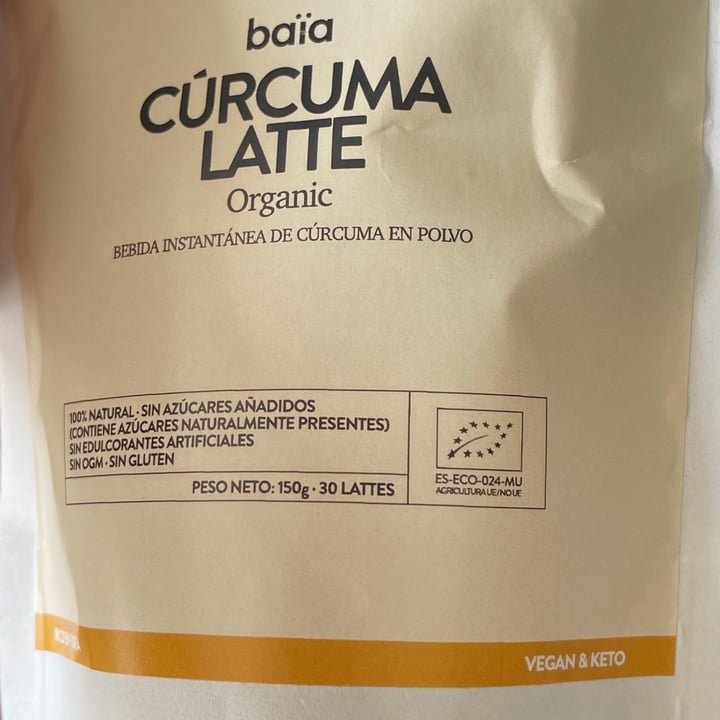 baïa
CÚRCUMA
LATTE
Organic
BEBIDA INSTANTÁNEA DE CÚRCUMA EN POLVO
100% NATURAL · SIN AZÚCARES AÑADIDOS
(CONTIENE AZÚCARES NATURALMENTE PRESENTES)
SIN EDULCORANTES ARTIFICIALES
SIN OGM · SIN GLUTEN
PESO NETO: 150g · 30 LATTES
ES-ECO-024-MU
AGRICULTURA UE/NO UE
VEGAN & KETO